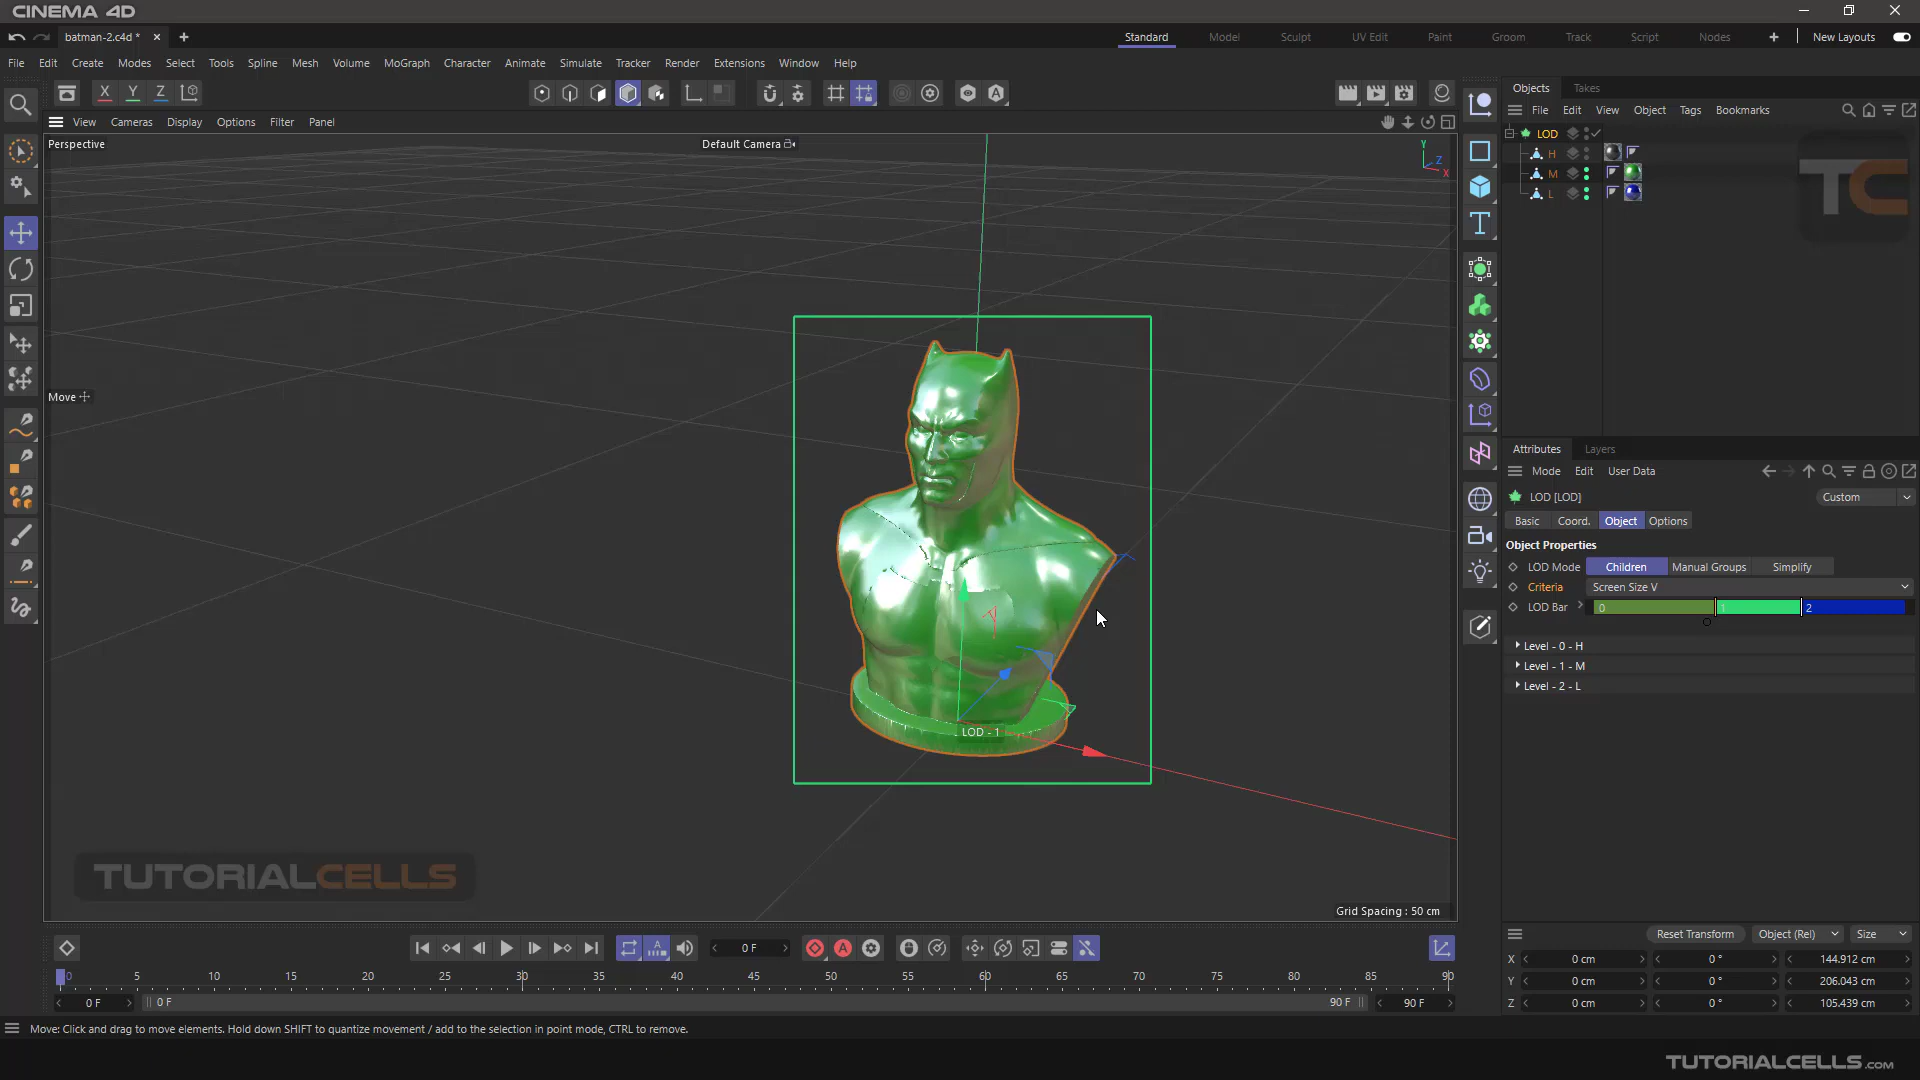 CINEMA 4D
batman-2.c4d *
Standard Model Sculpt UV Edit Paint Groom Track Script Nodes New Layouts
File Edit Create Modes Select Tools Spline Mesh Volume MoGraph Character Animate Simulate Tracker Render Extensions Window Help
X Y Z
Objects Takes
File Edit View Object Tags Bookmarks
View Cameras Display Options Filter Panel
Perspective
Default Camera
Y
Z
X
LOD
H
M
L
TC
Move
LOD - 1
Attributes Layers
Mode Edit User Data
LOD [LOD]
Custom
Basic Coord. Object Options
Object Properties
LOD Mode Children Manual Groups Simplify
Criteria Screen Size V
LOD Bar 0 1 2
Level - 0 - H
Level - 1 - M
Level - 2 - L
TUTORIALCELLS
Grid Spacing : 50 cm
0 F
0 5 10 15 20 25 30 35 40 45 50 55 60 65 70 75 80 85 90
0 F 0 F 90 F 90 F
Reset Transform Object (Rel) Size
X 0 cm 0 ° 144.912 cm
Y 0 cm 0 ° 206.043 cm
Z 0 cm 0 ° 105.439 cm
Move: Click and drag to move elements. Hold down SHIFT to quantize movement / add to the selection in point mode, CTRL to remove.
TUTORIALCELLS.COM